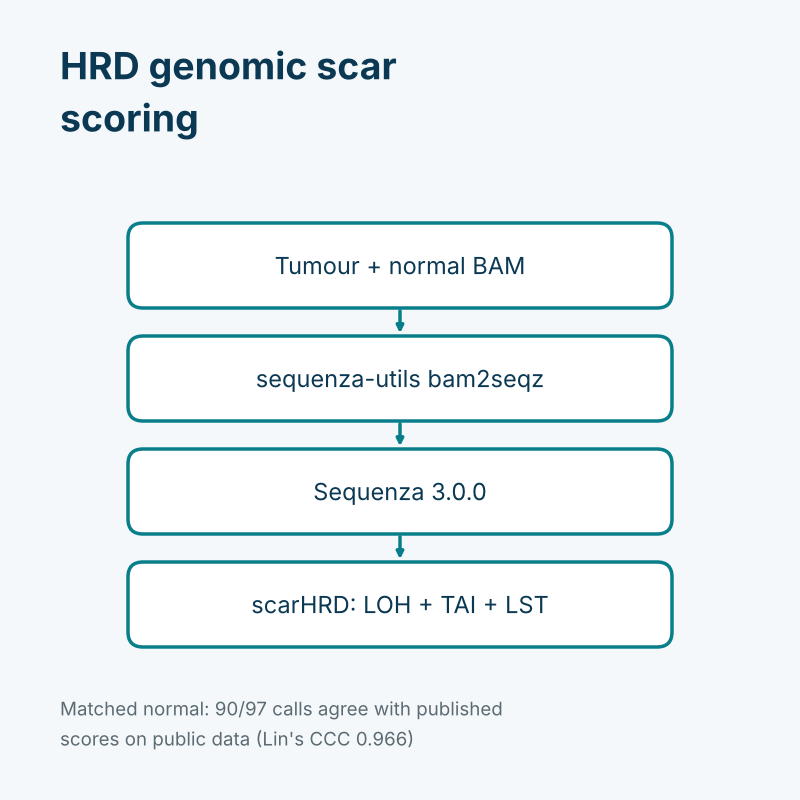 HRD genomic scar
scoring
Tumour + normal BAM
sequenza-utils bam2seqz
Sequenza 3.0.0
scarHRD: LOH + TAI + LST
Matched normal: 90/97 calls agree with published
scores on public data (Lin's CCC 0.966)